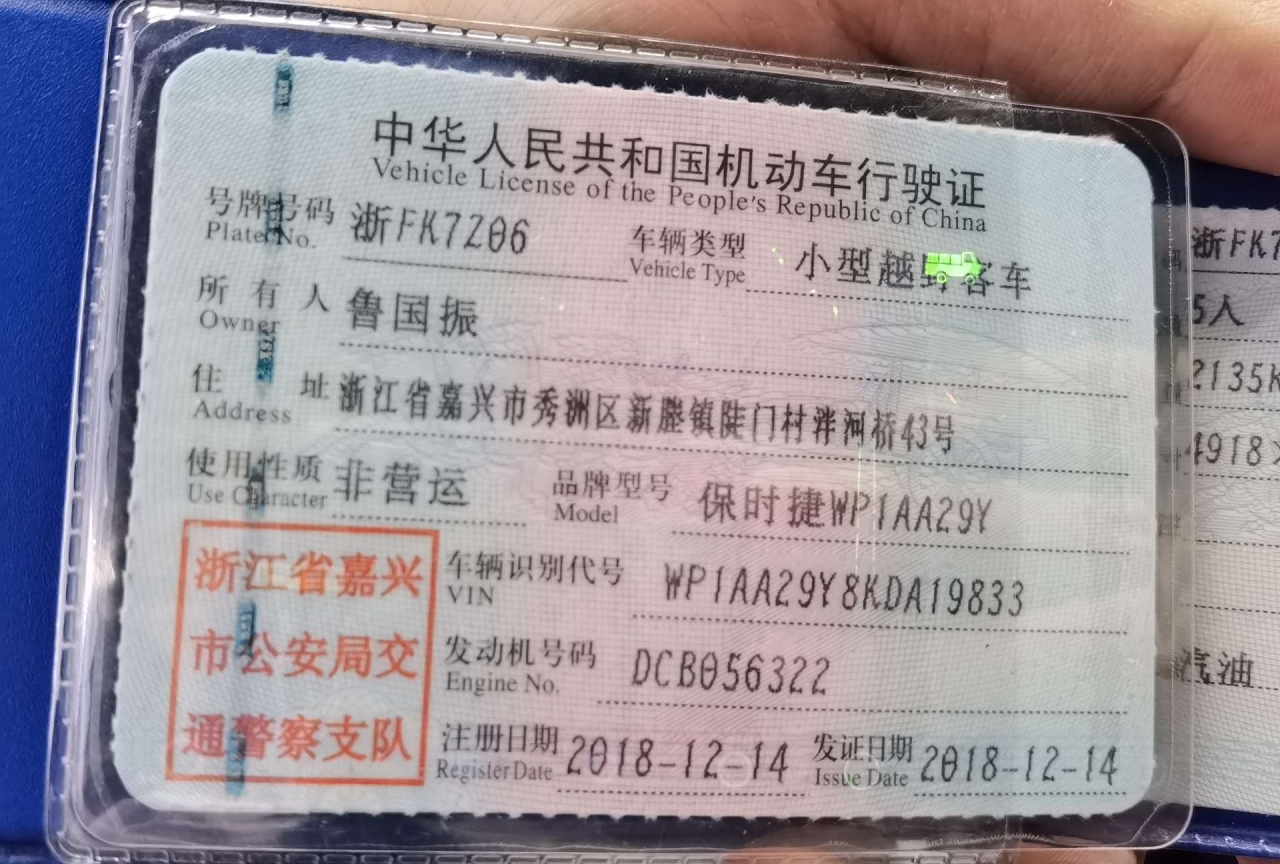 中华人民共和国机动车行驶证
Vehicle License of the People's Republic of China
号牌号码 浙FK7Z06 车辆类型 小型越野客车
Plate No. Vehicle Type
所有人 鲁国振
Owner
住址 浙江省嘉兴市秀洲区新塍镇陡门村泮河桥43号
Address
使用性质 非营运 品牌型号 保时捷WP1AA29Y
Use Character Model
浙江省嘉兴
市公安局交
通警察支队
车辆识别代号 WP1AA29Y8KDA19833
VIN
发动机号码 DCB056322
Engine No.
注册日期 2018-12-14 发证日期 2018-12-14
Register Date Issue Date
浙FK7
5人
2135K
4918X
汽油